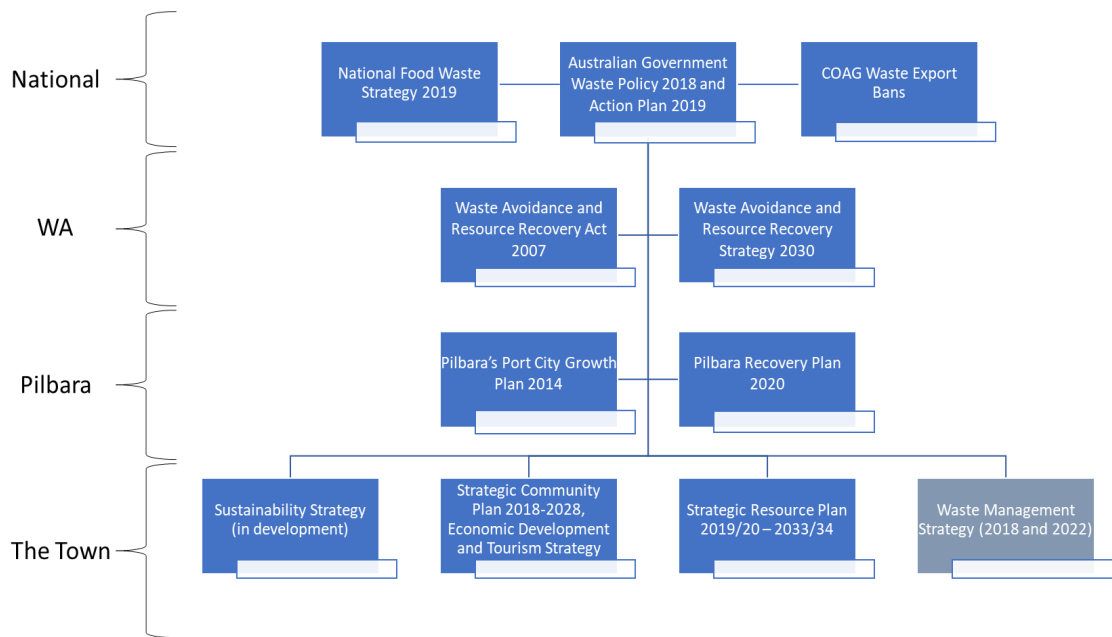 National
National Food Waste
Strategy 2019
Australian Government
Waste Policy 2018 and
Action Plan 2019
COAG Waste Export
Bans
WA
Waste Avoidance and
Resource Recovery Act
2007
Waste Avoidance and
Resource Recovery
Strategy 2030
Pilbara
Pilbara's Port City Growth
Plan 2014
Pilbara Recovery Plan
2020
The Town
Sustainability Strategy
(in development)
Strategic Community
Plan 2018-2028,
Economic Development
and Tourism Strategy
Strategic Resource Plan
2019/20 – 2033/34
Waste Management
Strategy (2018 and 2022)